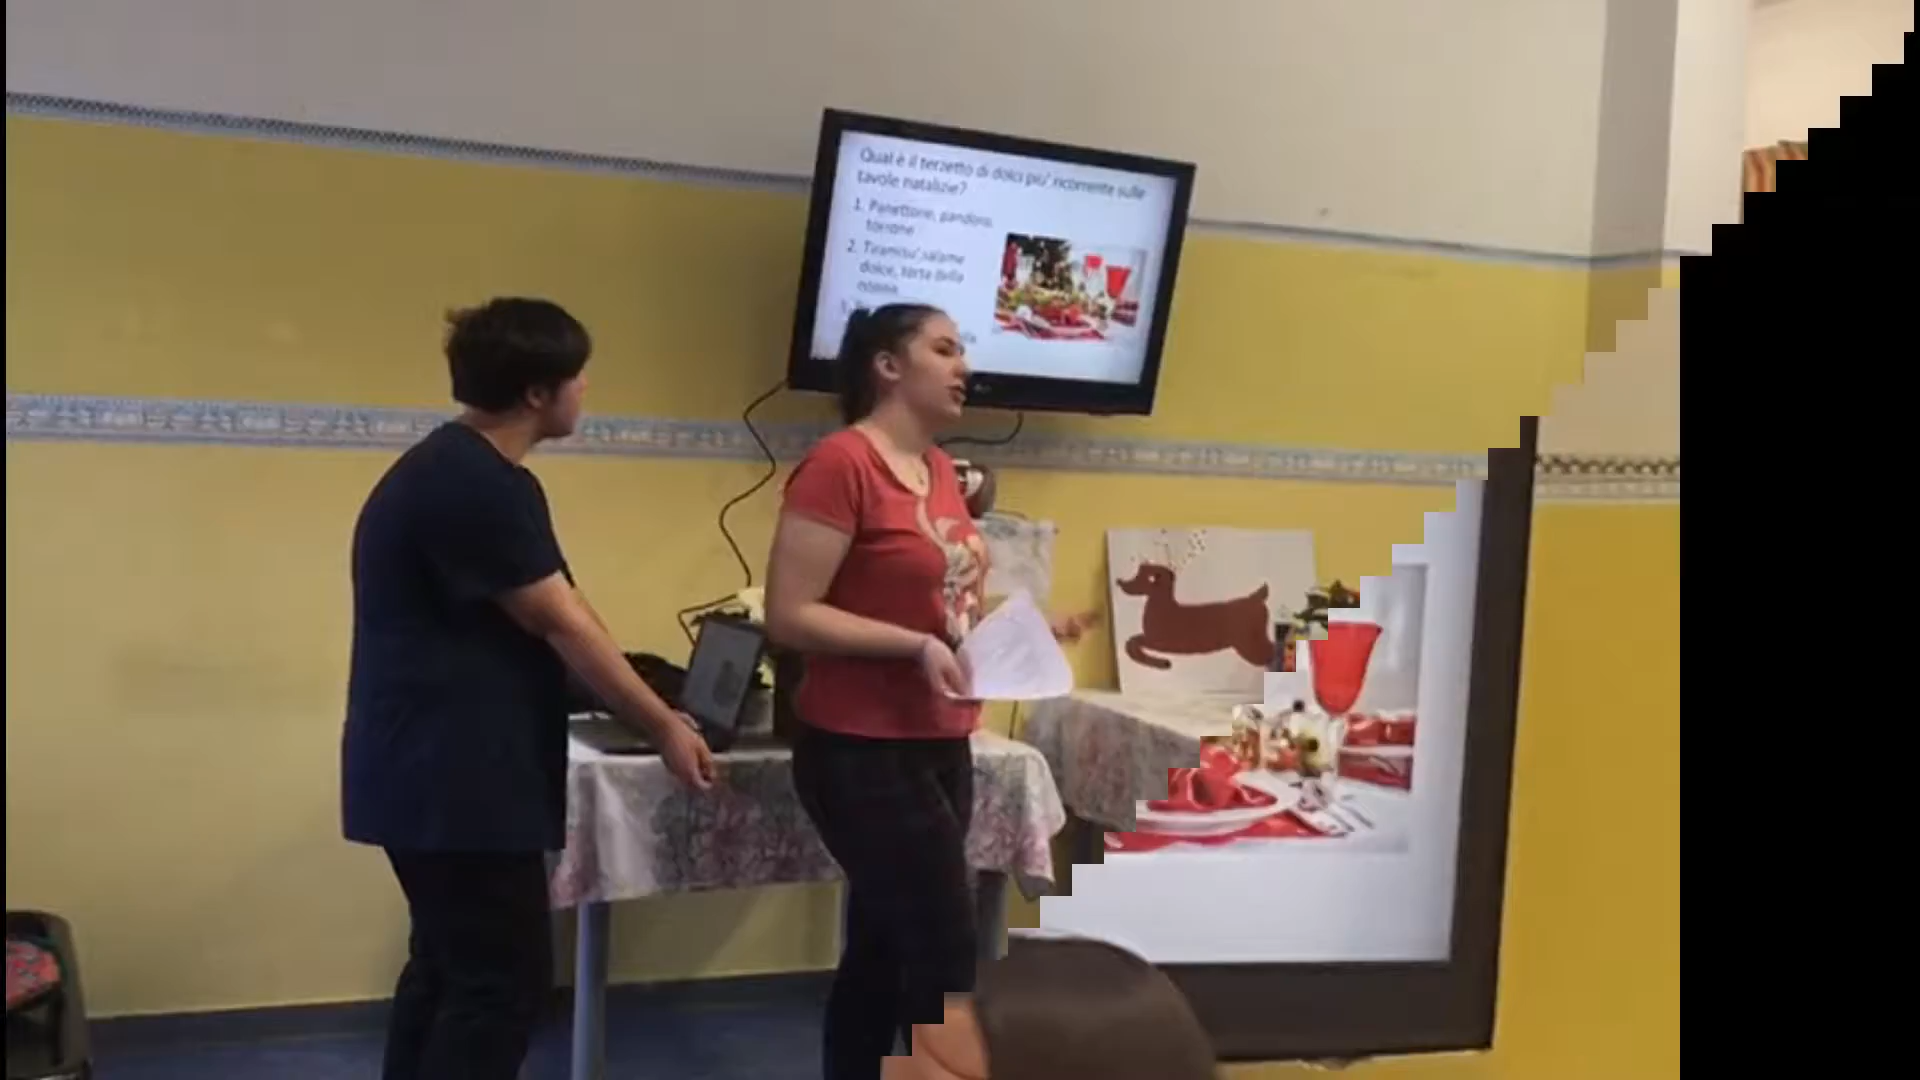 Qual è il terzetto di dolci piu' ricorrente sulle
tavole natalizie?
1. Panettone, pandoro,
torrone
2. Tiramisu',salame
dolce, torta della
nonna
3.